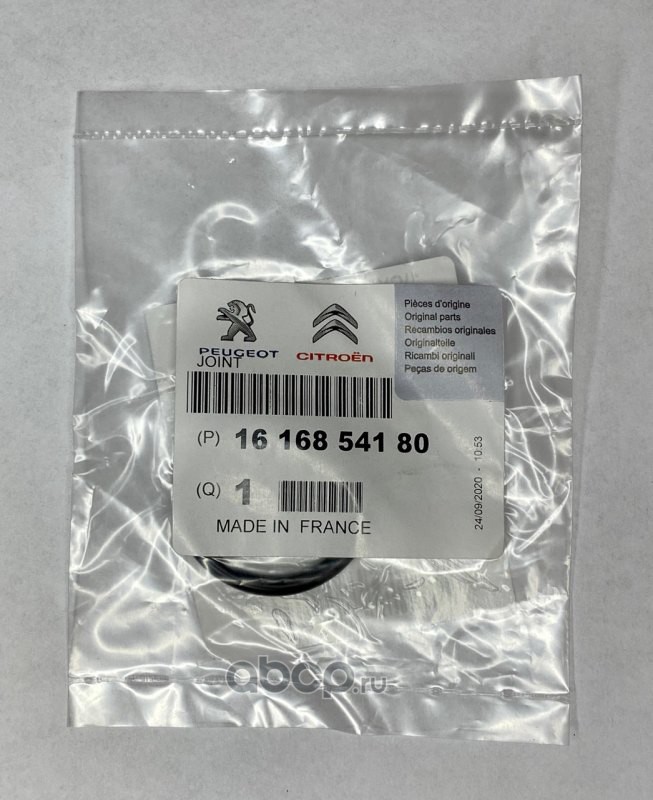 Pièces d'origine
Original parts
Recambios originales
Originalteile
Ricambi originali
Peças de origem
PEUGEOT CITROËN
JOINT
(P) 16 168 541 80
(Q) 1
MADE IN FRANCE
24/09/2020 - 10:53
abcp.ru